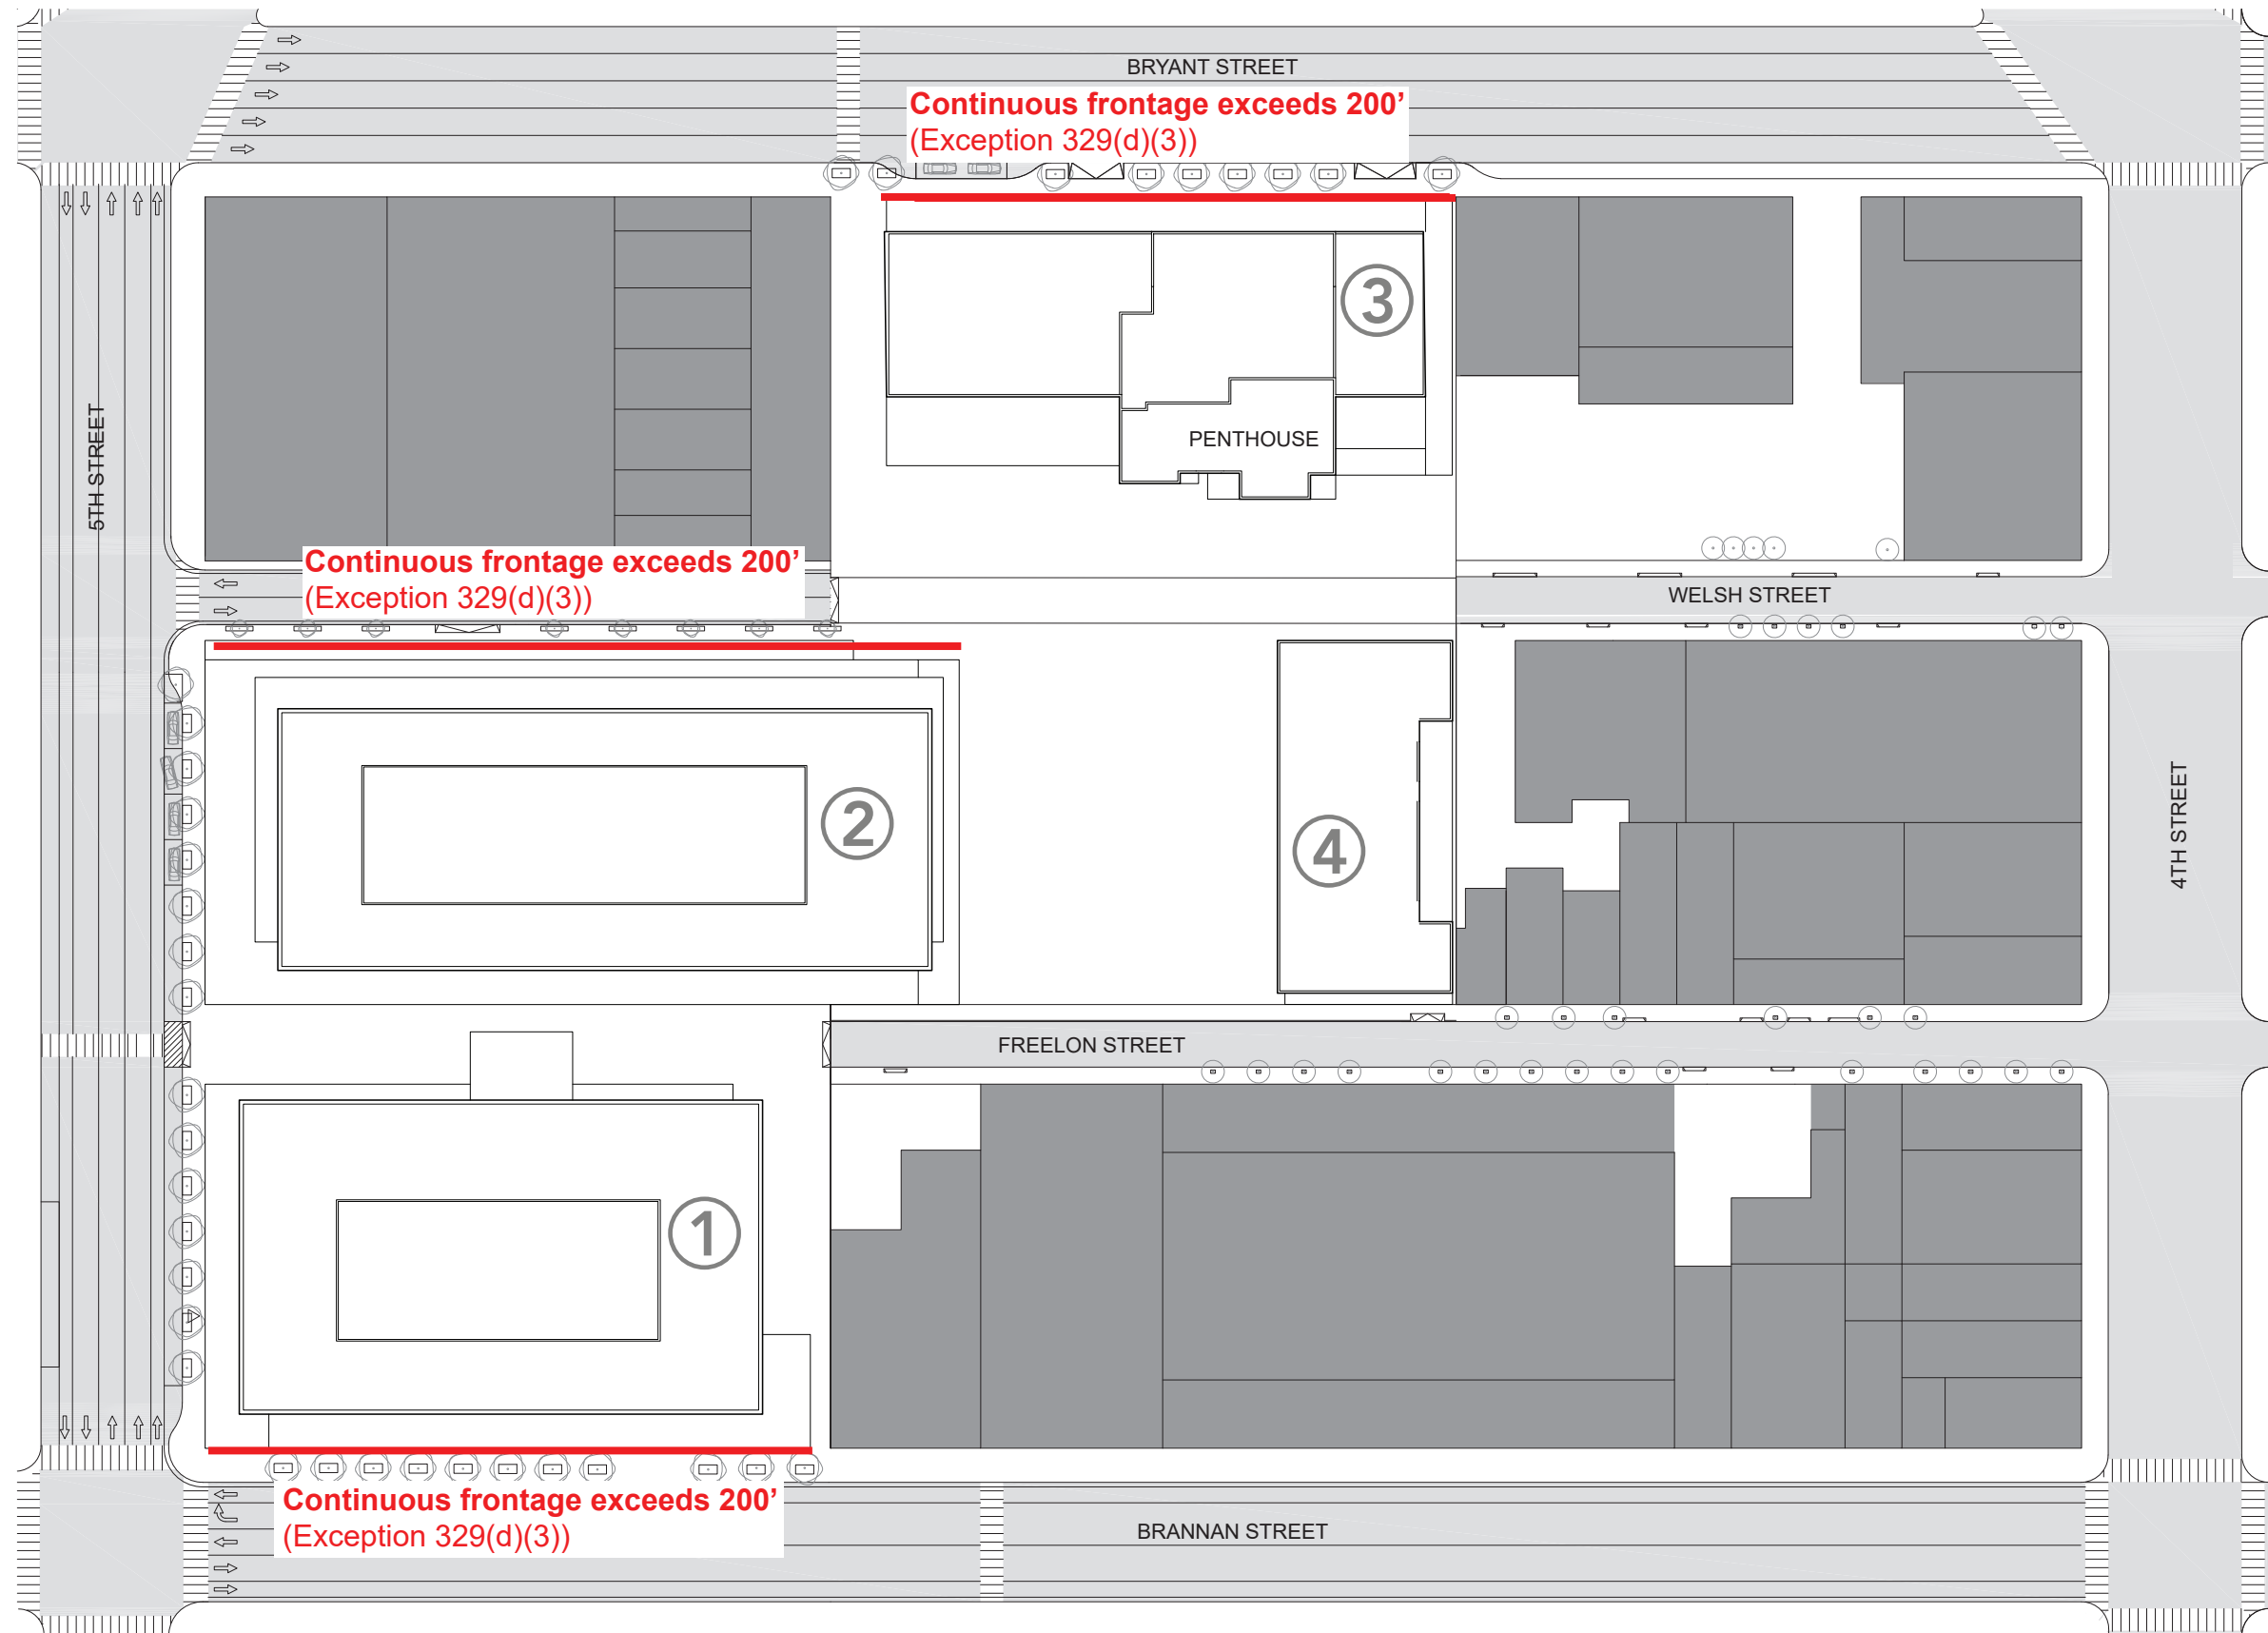 BRYANT STREET
Continuous frontage exceeds 200’
(Exception 329(d)(3))
3
5TH STREET
PENTHOUSE
Continuous frontage exceeds 200’
(Exception 329(d)(3))
WELSH STREET
2
4
4TH STREET
FREELON STREET
1
Continuous frontage exceeds 200’
(Exception 329(d)(3))
BRANNAN STREET